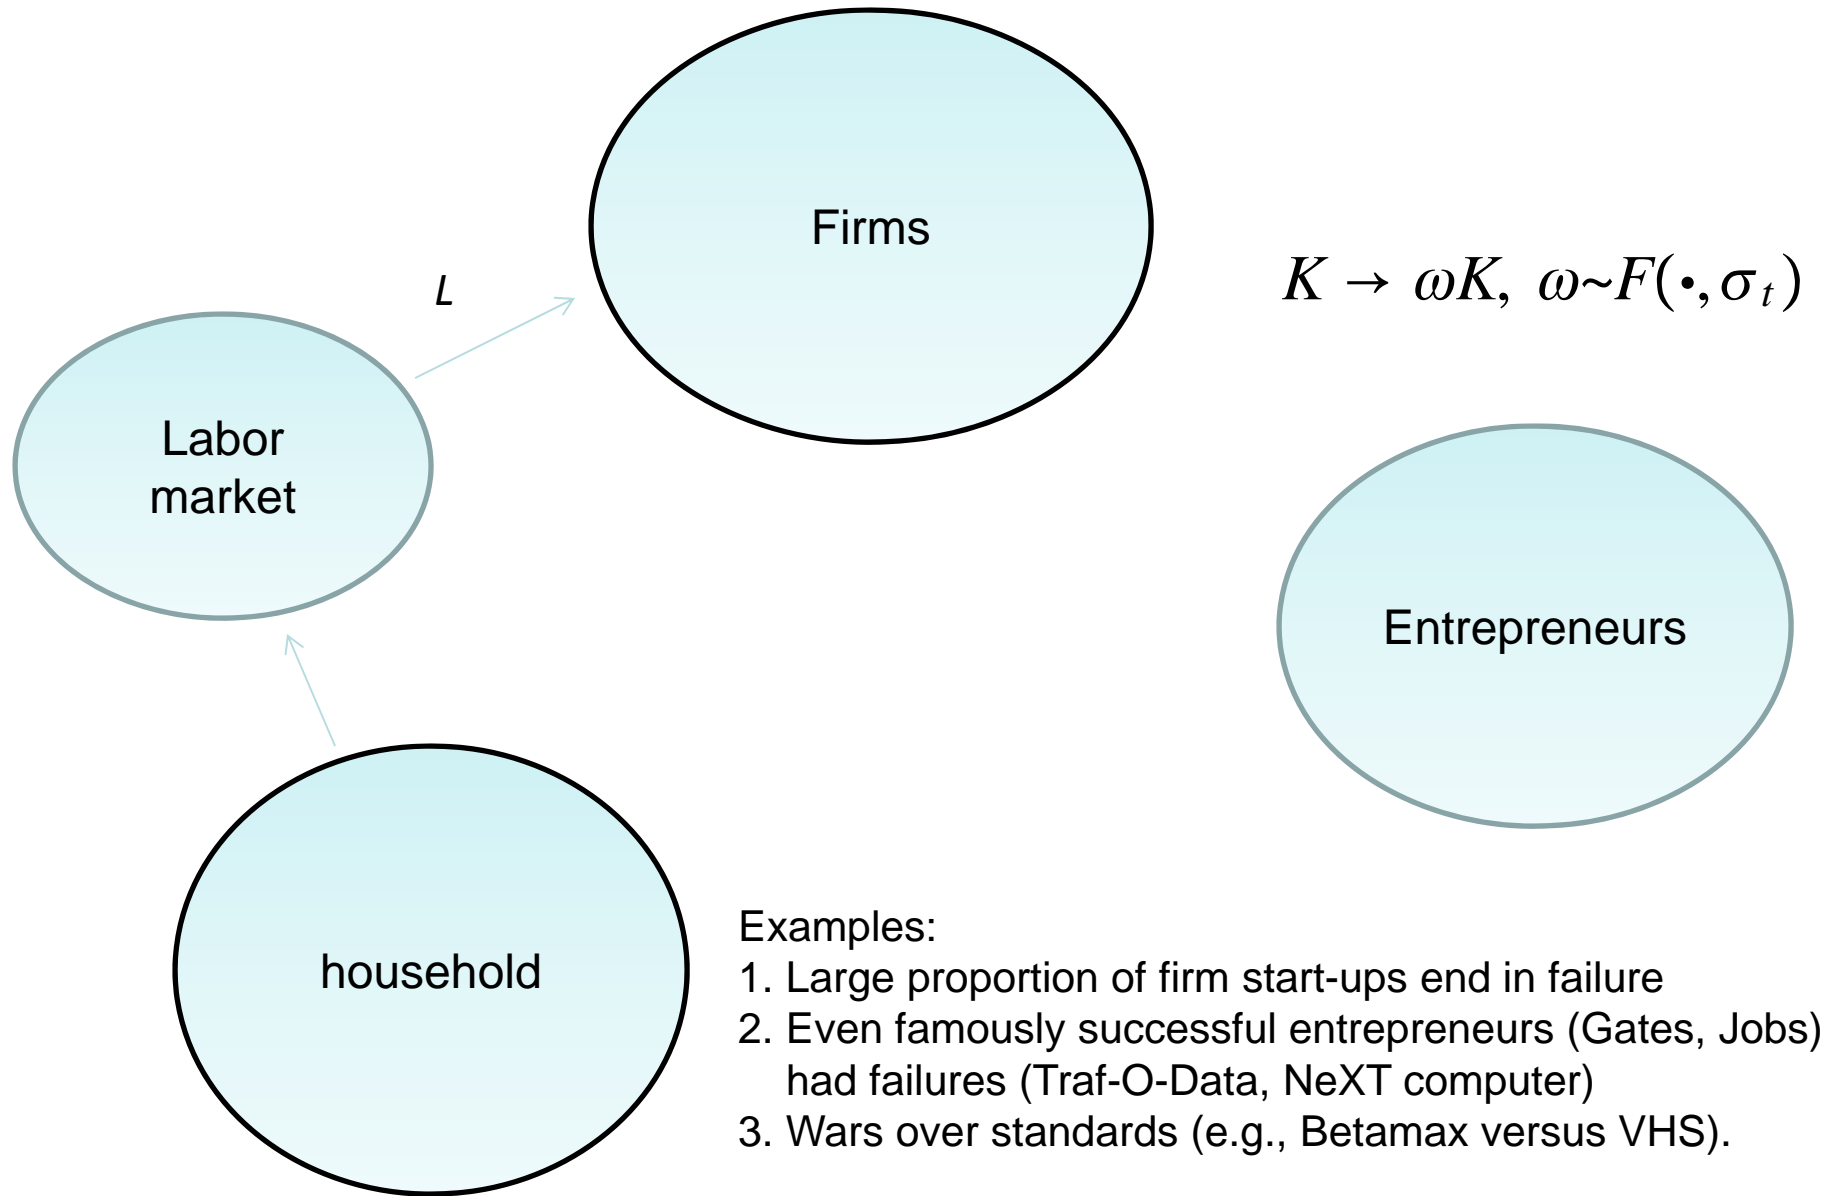 Firms
L
K → ωK, ω~F(•,σₜ)
Labor
market
Entrepreneurs
household
Examples:
1. Large proportion of firm start-ups end in failure
2. Even famously successful entrepreneurs (Gates, Jobs)
had failures (Traf-O-Data, NeXT computer)
3. Wars over standards (e.g., Betamax versus VHS).